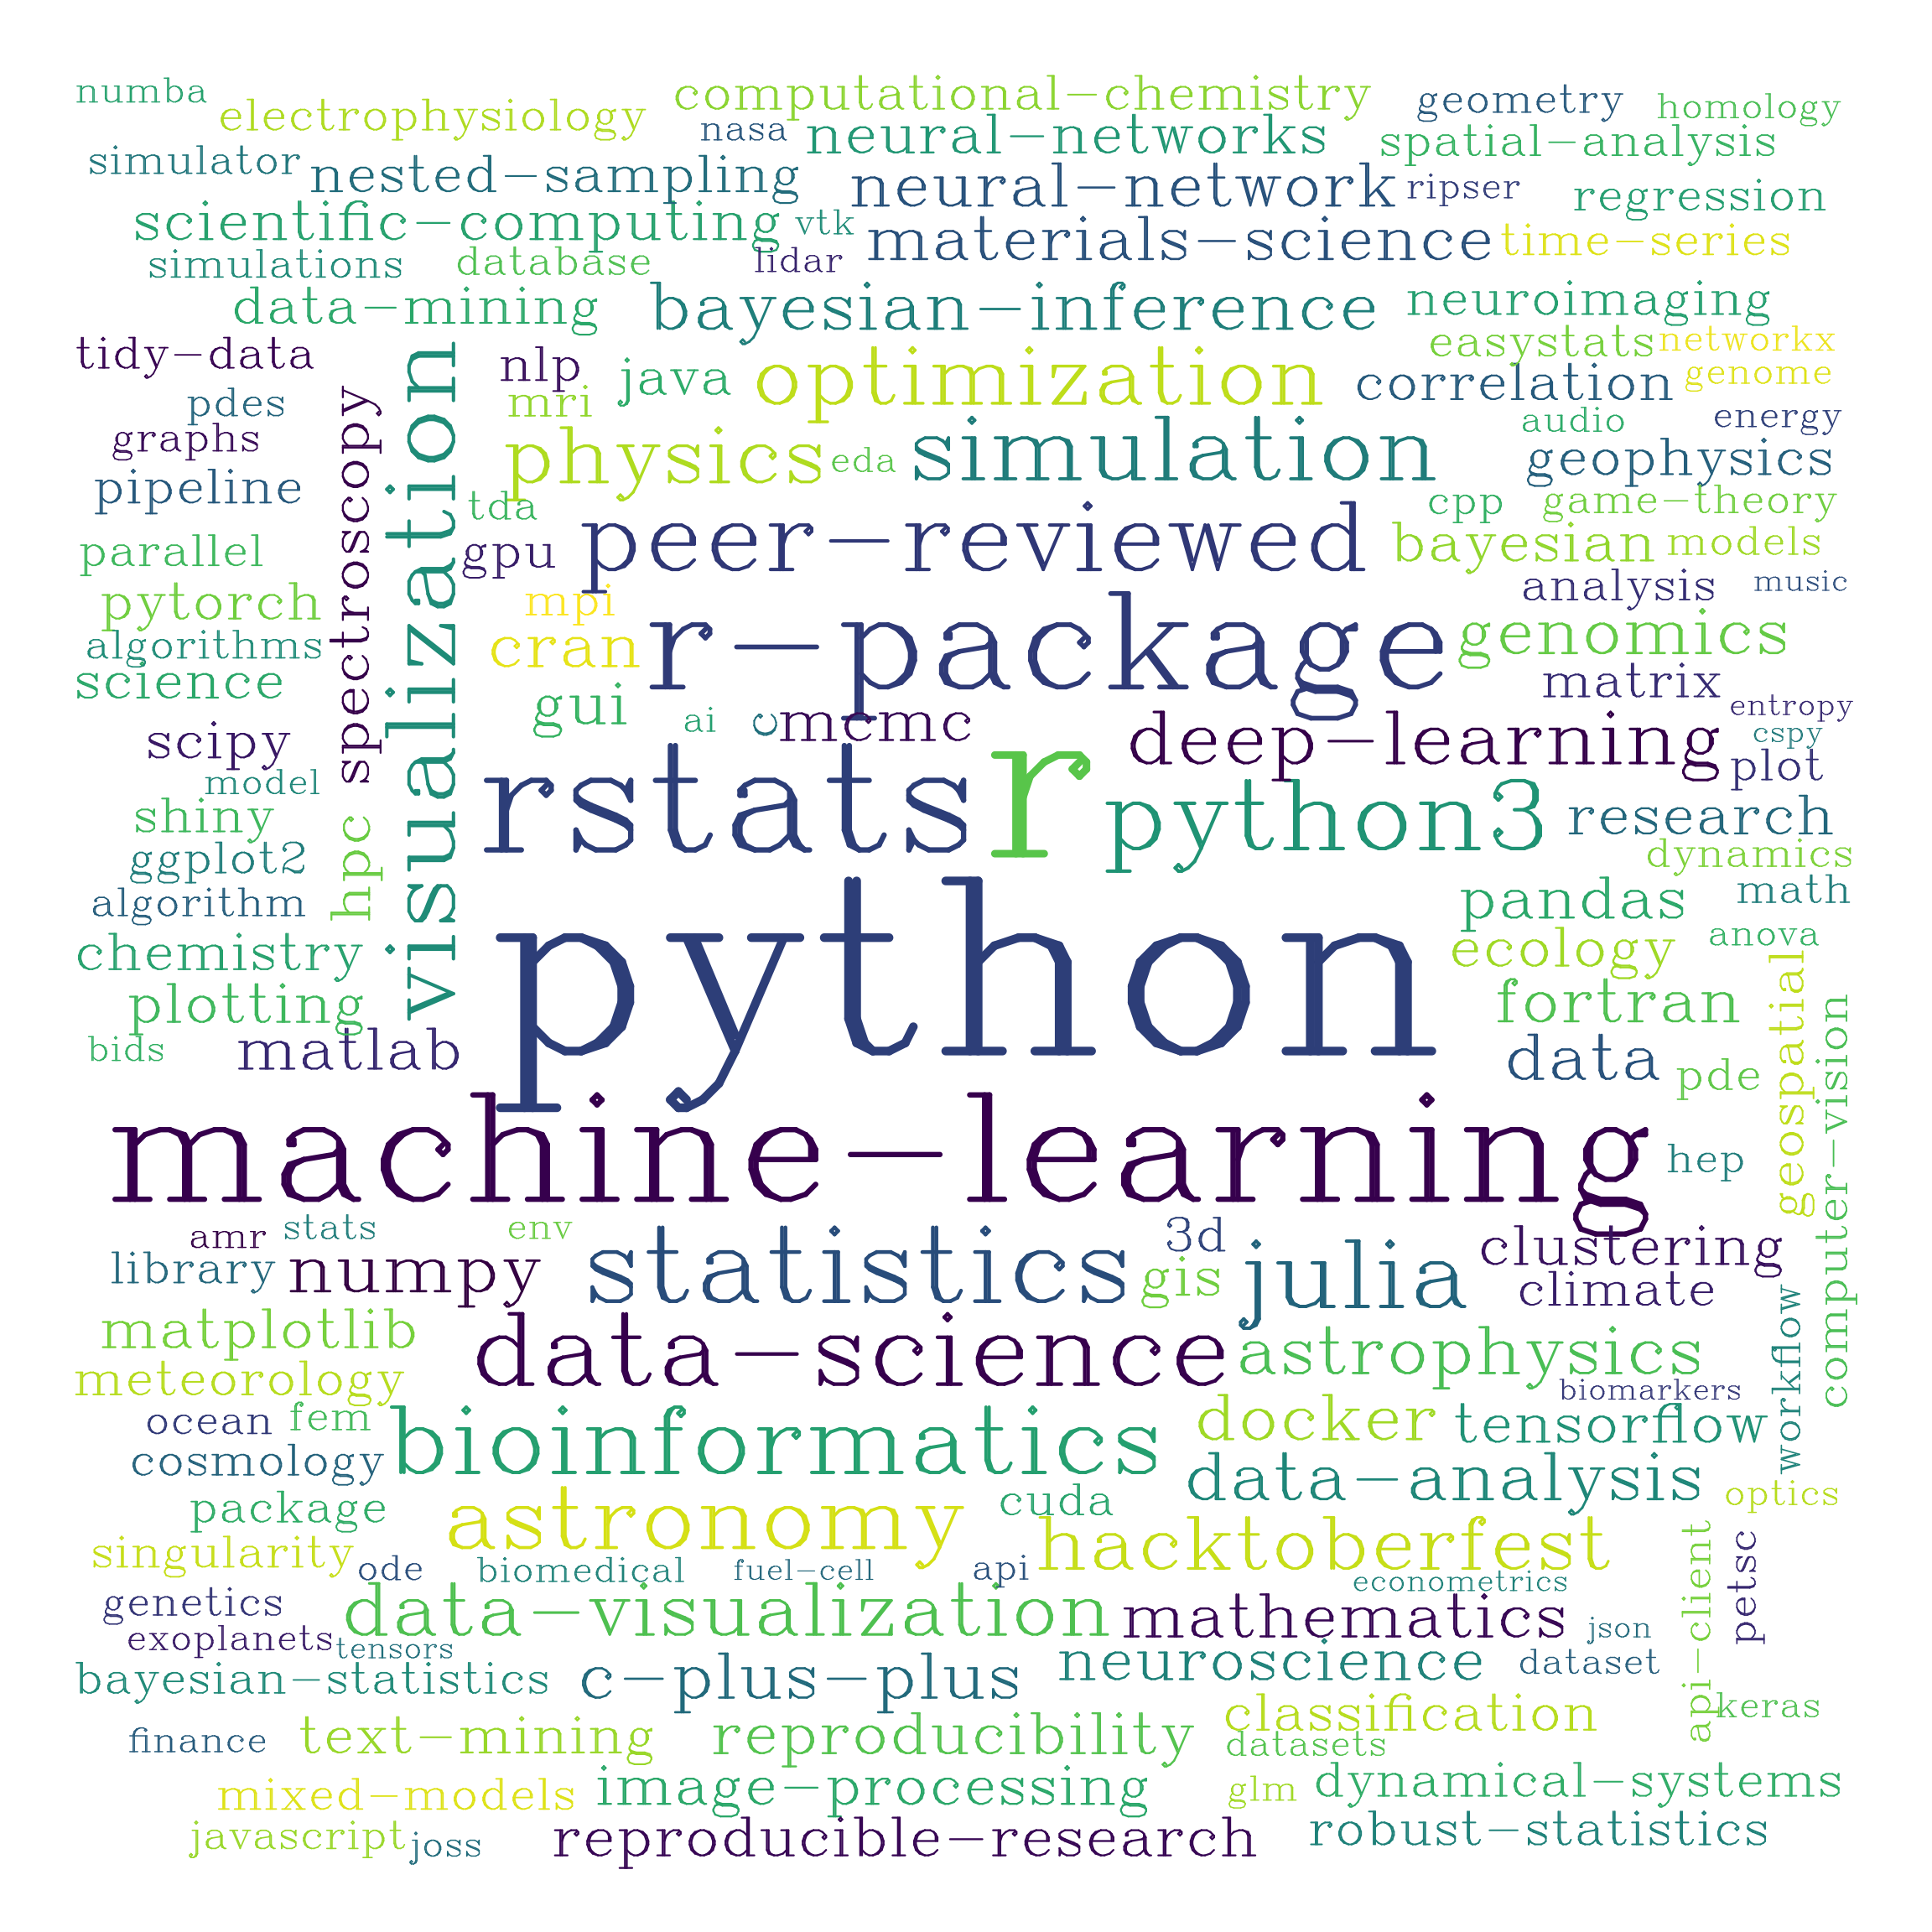 numba
electrophysiology
computational-chemistry
geometry
homology
nasa
neural-networks
spatial-analysis
simulator
nested-sampling
neural-network
ripser
regression
scientific-computing
vtk
materials-science
time-series
simulations
database
lidar
data-mining
bayesian-inference
neuroimaging
easystats
networkx
tidy-data
visualization
nlp
java
optimization
correlation
genome
pdes
spectroscopy
mri
audio
energy
graphs
physics
eda
simulation
geophysics
pipeline
tda
cpp
game-theory
parallel
gpu
peer-reviewed
bayesian
models
pytorch
mpi
analysis
music
algorithms
cran
r-package
genomics
science
gui
ai
c
mcmc
matrix
entropy
scipy
deep-learning
cspy
plot
model
rstats
r
python3
research
shiny
hpc
ggplot2
dynamics
algorithm
python
pandas
math
chemistry
ecology
anova
plotting
fortran
geospatial
computer-vision
bids
matlab
data
pde
machine-learning
hep
amr
stats
env
statistics
3d
julia
clustering
library
numpy
gis
climate
matplotlib
data-science
astrophysics
workflow
meteorology
biomarkers
ocean
fem
bioinformatics
docker
tensorflow
cosmology
data-analysis
package
astronomy
cuda
optics
singularity
hacktoberfest
api-client
petsc
ode
biomedical
fuel-cell
api
econometrics
genetics
data-visualization
mathematics
json
exoplanets
tensors
bayesian-statistics
c-plus-plus
neuroscience
dataset
finance
text-mining
reproducibility
classification
keras
datasets
mixed-models
image-processing
glm
dynamical-systems
javascript
joss
reproducible-research
robust-statistics